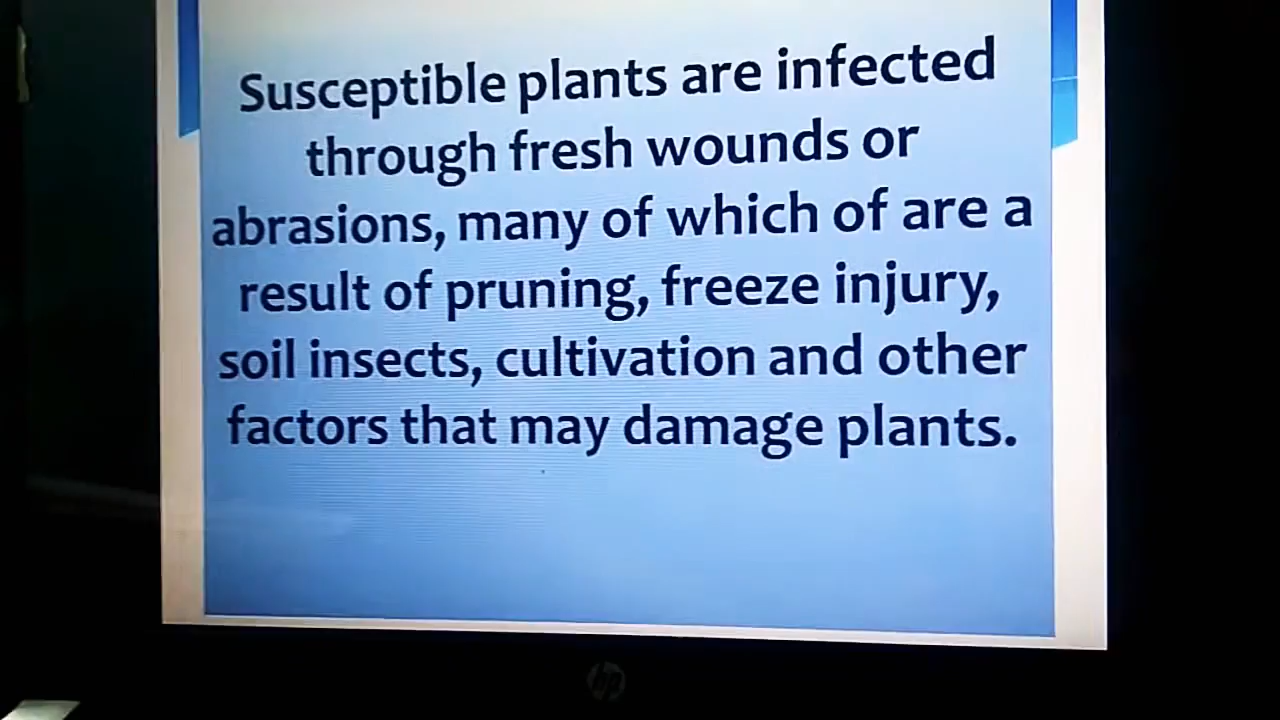 Susceptible plants are infected
through fresh wounds or
abrasions, many of which of are a
result of pruning, freeze injury,
soil insects, cultivation and other
factors that may damage plants.
hp